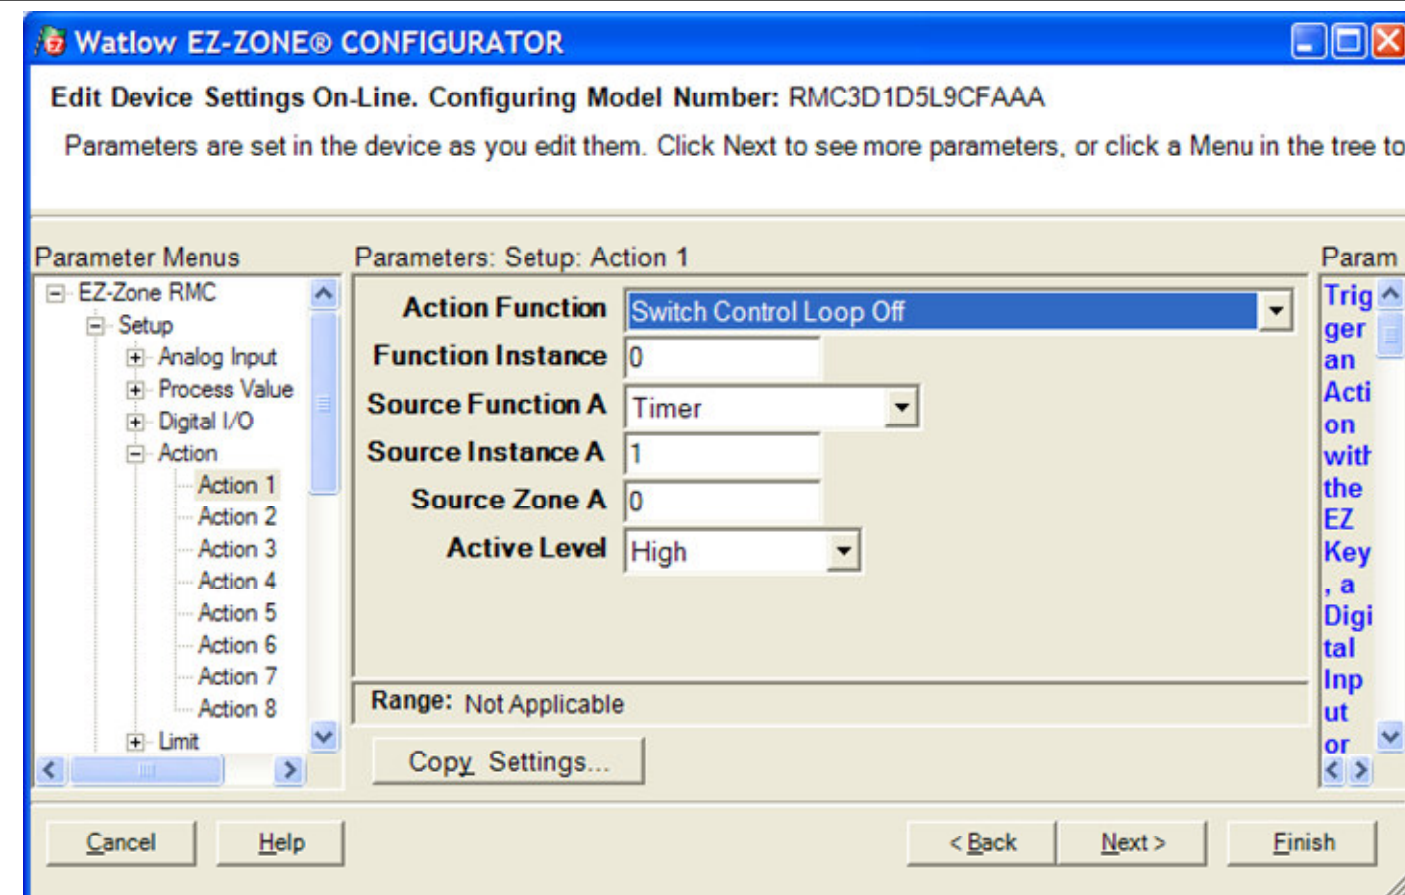 Watlow EZ-ZONE® CONFIGURATOR
Edit Device Settings On-Line. Configuring Model Number: RMC3D1D5L9CFAAA
Parameters are set in the device as you edit them. Click Next to see more parameters, or click a Menu in the tree to
Parameter Menus
EZ-Zone RMC
Setup
Analog Input
Process Value
Digital I/O
Action
Action 1
Action 2
Action 3
Action 4
Action 5
Action 6
Action 7
Action 8
Limit
Parameters: Setup: Action 1
Action Function Switch Control Loop Off
Function Instance 0
Source Function A Timer
Source Instance A 1
Source Zone A 0
Active Level High
Range: Not Applicable
Copy Settings...
Param
Trig
ger
an
Acti
on
with
the
EZ
Key
, a
Digi
tal
Inp
ut
or
Cancel Help < Back Next > Finish